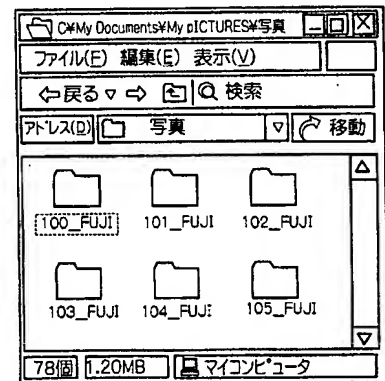 C¥My Documents¥My pICTURES¥写真
ファイル(F) 編集(E) 表示(V)
戻る 検索
アドレス(D) 写真 移動
100_FUJI 101_FUJI 102_FUJI
103_FUJI 104_FUJI 105_FUJI
78個 1.20MB マイコンピュータ